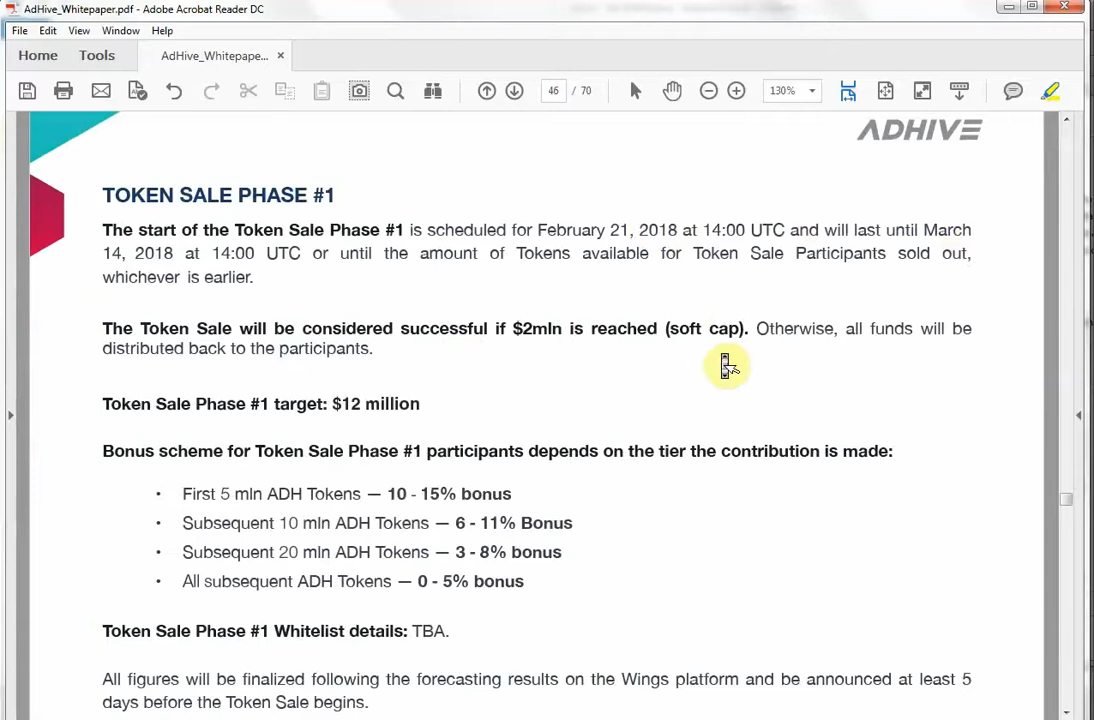 AdHive_Whitepaper.pdf - Adobe Acrobat Reader DC
File Edit View Window Help
Home Tools AdHive_Whitepape... ×
46 / 70 130%
ADHIVE
TOKEN SALE PHASE #1
The start of the Token Sale Phase #1 is scheduled for February 21, 2018 at 14:00 UTC and will last until March
14, 2018 at 14:00 UTC or until the amount of Tokens available for Token Sale Participants sold out,
whichever is earlier.
The Token Sale will be considered successful if $2mln is reached (soft cap). Otherwise, all funds will be
distributed back to the participants.
Token Sale Phase #1 target: $12 million
Bonus scheme for Token Sale Phase #1 participants depends on the tier the contribution is made:
• First 5 mln ADH Tokens — 10 - 15% bonus
• Subsequent 10 mln ADH Tokens — 6 - 11% Bonus
• Subsequent 20 mln ADH Tokens — 3 - 8% bonus
• All subsequent ADH Tokens — 0 - 5% bonus
Token Sale Phase #1 Whitelist details: TBA.
All figures will be finalized following the forecasting results on the Wings platform and be announced at least 5
days before the Token Sale begins.